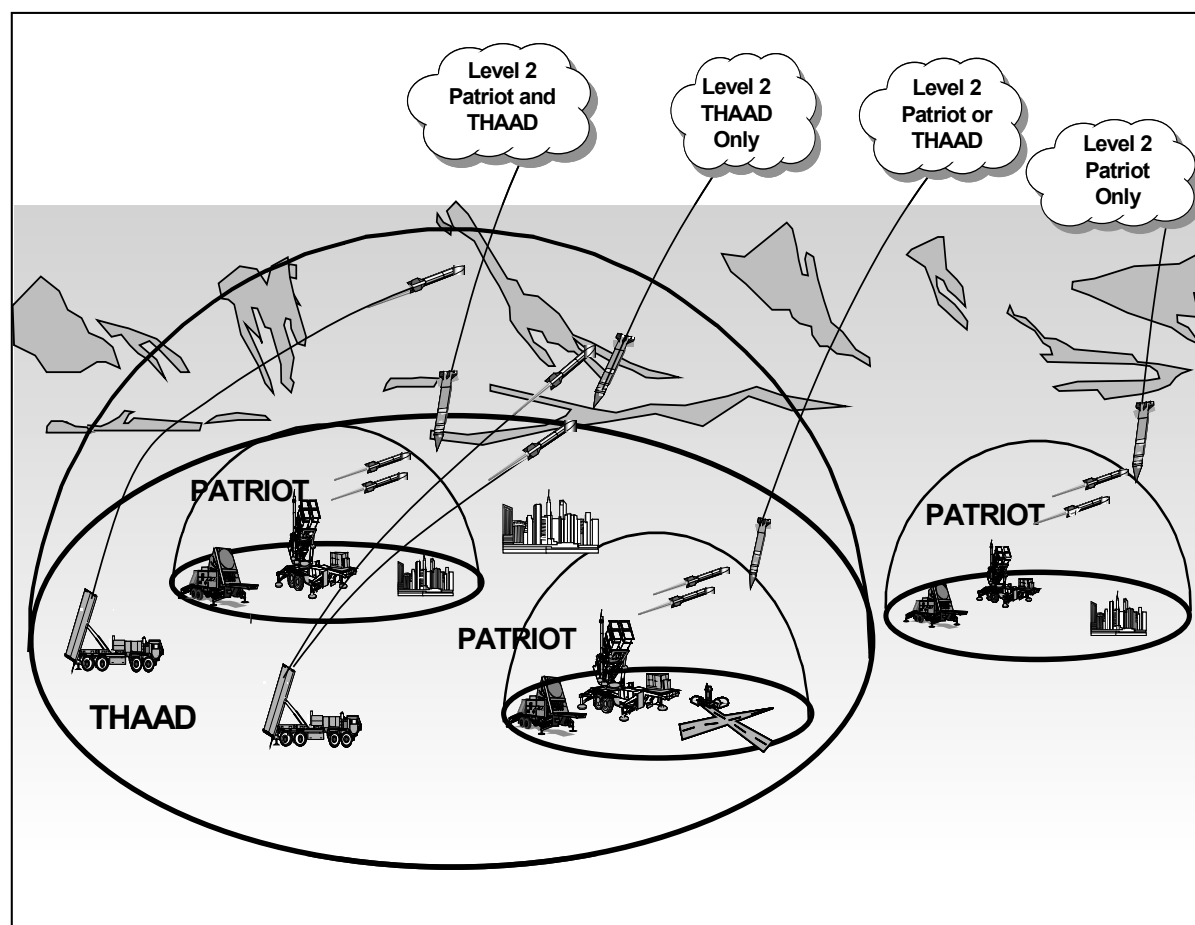 Level 2
Patriot and
THAAD
Level 2
THAAD
Only
Level 2
Patriot or
THAAD
Level 2
Patriot
Only
PATRIOT
PATRIOT
PATRIOT
THAAD